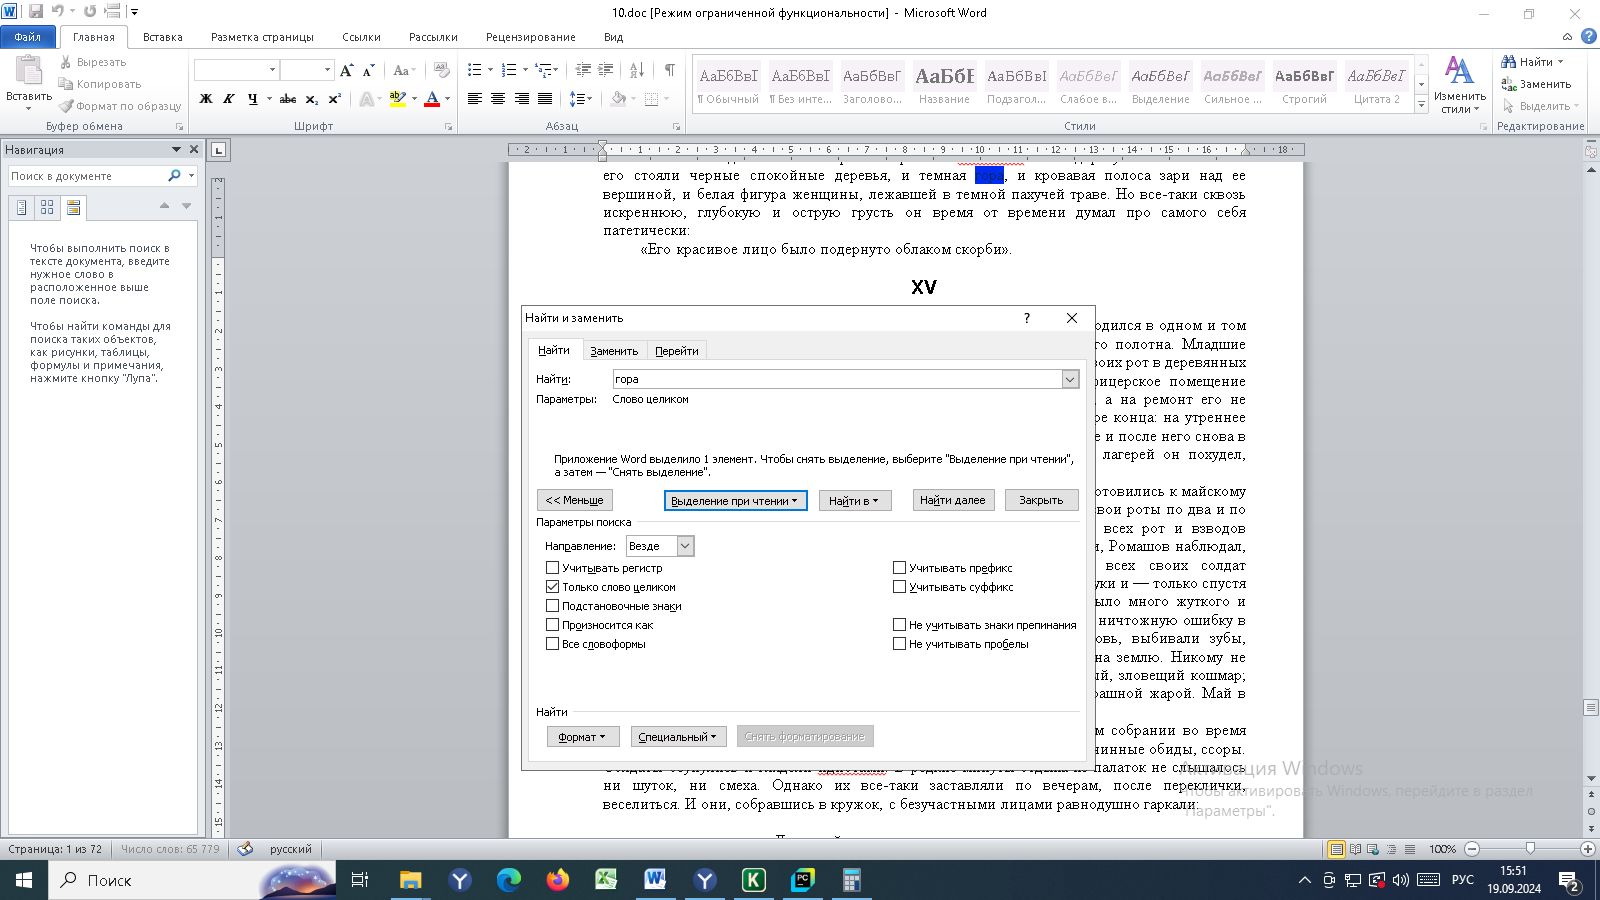 10.doc [Режим ограниченной функциональности] - Microsoft Word
Файл Главная Вставка Разметка страницы Ссылки Рассылки Рецензирование Вид
Вставить
Вырезать
Копировать
Формат по образцу
Буфер обмена
Ж К Ч abc x₂ x²
Aa
Шрифт
Абзац
АаБбВвІ АаБбВвІ АаБбВвГ АаБбЕ АаБбВвІ АаБбВвГ АаБбВвГ АаБбВвГ АаБбВвГ АаБбВвГ
¶ Обычный ¶ Без инте... Заголово... Название Подзагол... Слабое в... Выделение Сильное ... Строгий Цитата 2
Стили
Изменить
стили
Найти
Заменить
Выделить
Редактирование
Навигация
Поиск в документе
Чтобы выполнить поиск в
тексте документа, введите
нужное слово в
расположенное выше
поле поиска.
Чтобы найти команды для
поиска таких объектов,
как рисунки, таблицы,
формулы и примечания,
нажмите кнопку "Лупа".
его стояли черные спокойные деревья, и темная гора, и кровавая полоса зари над ее
вершиной, и белая фигура женщины, лежавшей в темной пахучей траве. Но все-таки сквозь
искреннюю, глубокую и острую грусть он время от времени думал про самого себя
патетически:
«Его красивое лицо было подернуто облаком скорби».
XV
Найти и заменить
?
Найти Заменить Перейти
Найти: гора
Параметры: Слово целиком
Приложение Word выделило 1 элемент. Чтобы снять выделение, выберите "Выделение при чтении",
а затем — "Снять выделение".
<< Меньше Выделение при чтении Найти в Найти далее Закрыть
Параметры поиска
Направление: Везде
Учитывать регистр
Только слово целиком
Подстановочные знаки
Произносится как
Все словоформы
Учитывать префикс
Учитывать суффикс
Не учитывать знаки препинания
Не учитывать пробелы
Найти
Формат Специальный Снять форматирование
одился в одном и том
го полотна. Младшие
воих рот в деревянных
ицерское помещение
, а на ремонт его не
ре конца: на утреннее
е и после него снова в
лагерей он похудел,
отовились к майскому
свои роты по два и по
всех рот и взводов
и, Ромашов наблюдал,
всех своих солдат
уки и — только спустя
ыло много жуткого и
ничтожную ошибку в
овь, выбивали зубы,
на землю. Никому не
ый, зловещий кошмар;
рашной жарой. Май в
м собрании во время
чинные обиды, ссоры.
палаток не слышалось
ни шуток, ни смеха. Однако их все-таки заставляли по вечерам, после переклички,
веселиться. И они, собравшись в кружок, с безучастными лицами равнодушно гаркали:
Активация Windows
Чтобы активировать Windows, перейдите в раздел
"Параметры".
Страница: 1 из 72 Число слов: 65 779 русский 100%
Поиск
РУС
15:51
19.09.2024
2